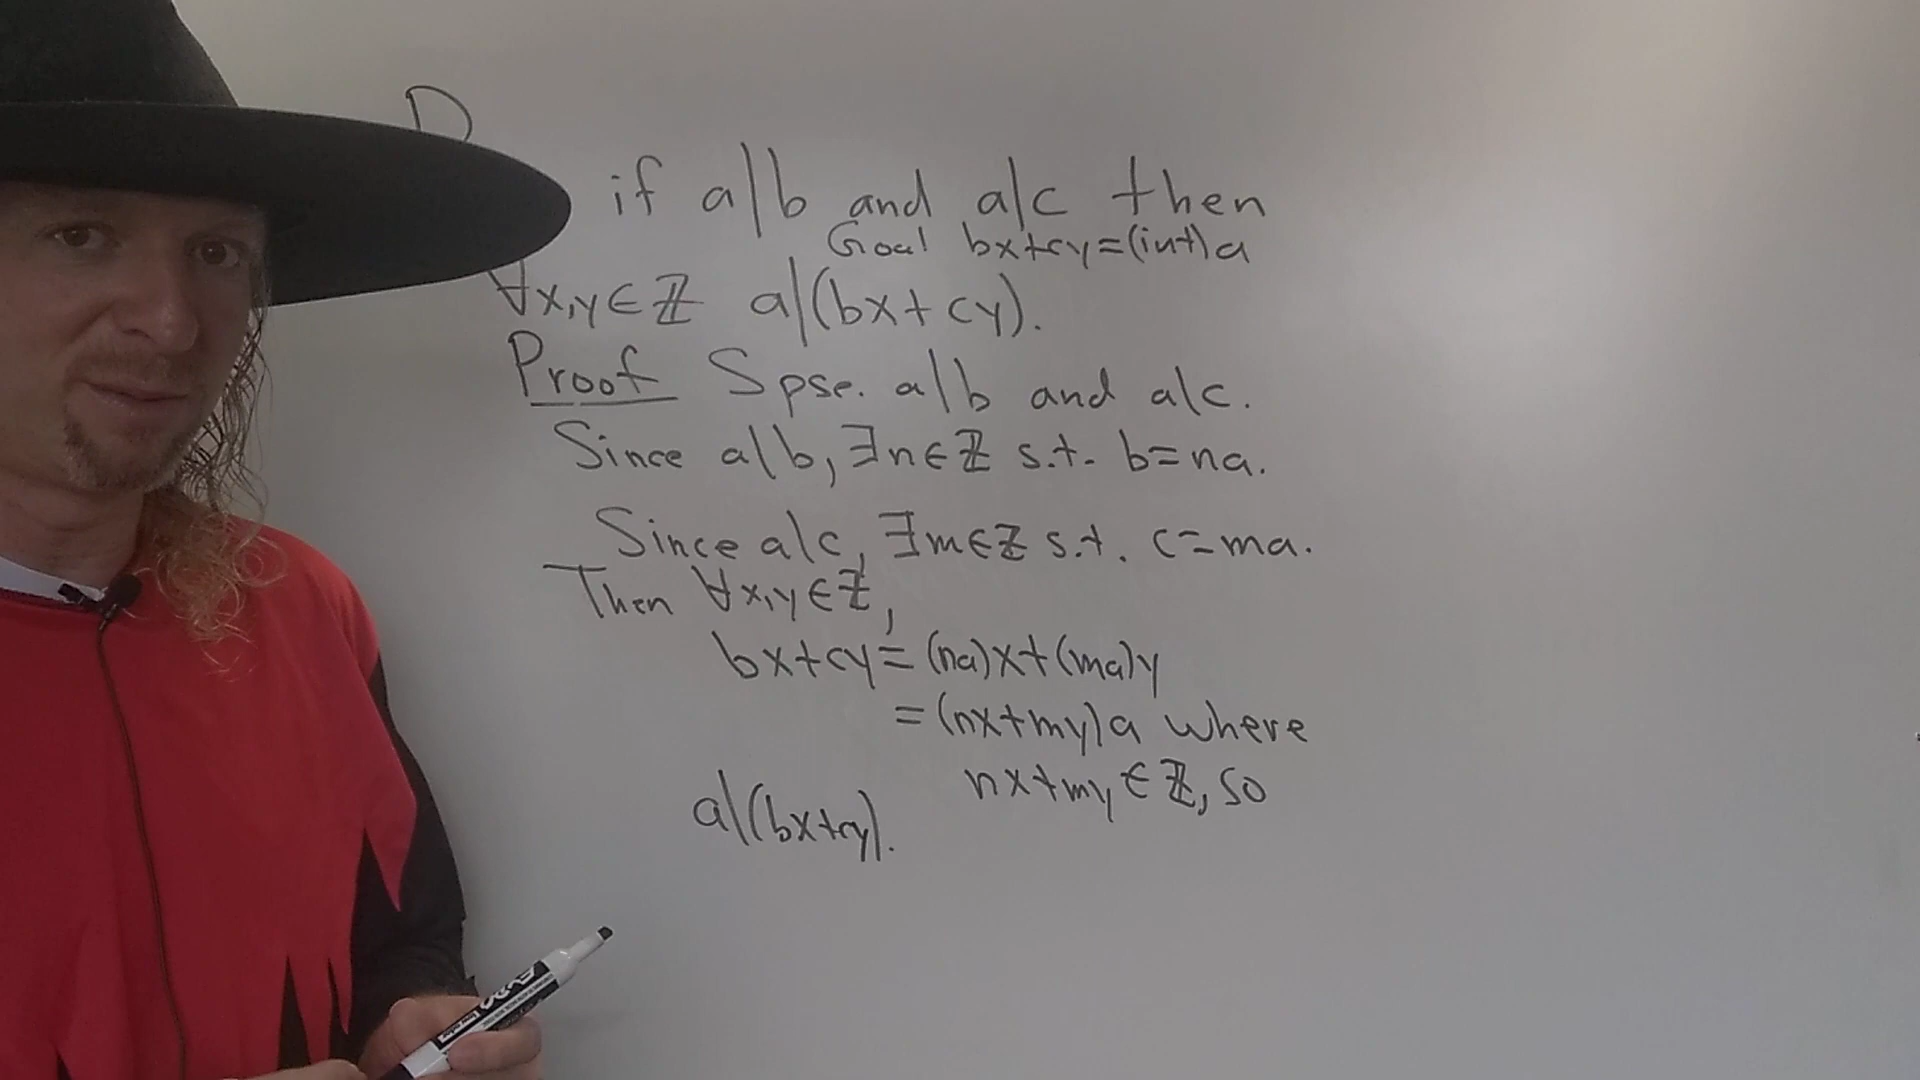 if a|b and a|c then
Goal bx+cy=(int)a
∀x,y∈ℤ a|(bx+cy).
Proof Spse. a|b and a|c.
Since a|b, ∃n∈ℤ s.t. b=na.
Since a|c, ∃m∈ℤ s.t. c=ma.
Then ∀x,y∈ℤ,
bx+cy=(na)x+(ma)y
=(nx+my)a where
nx+my∈ℤ, so
a|(bx+cy).
EXPO